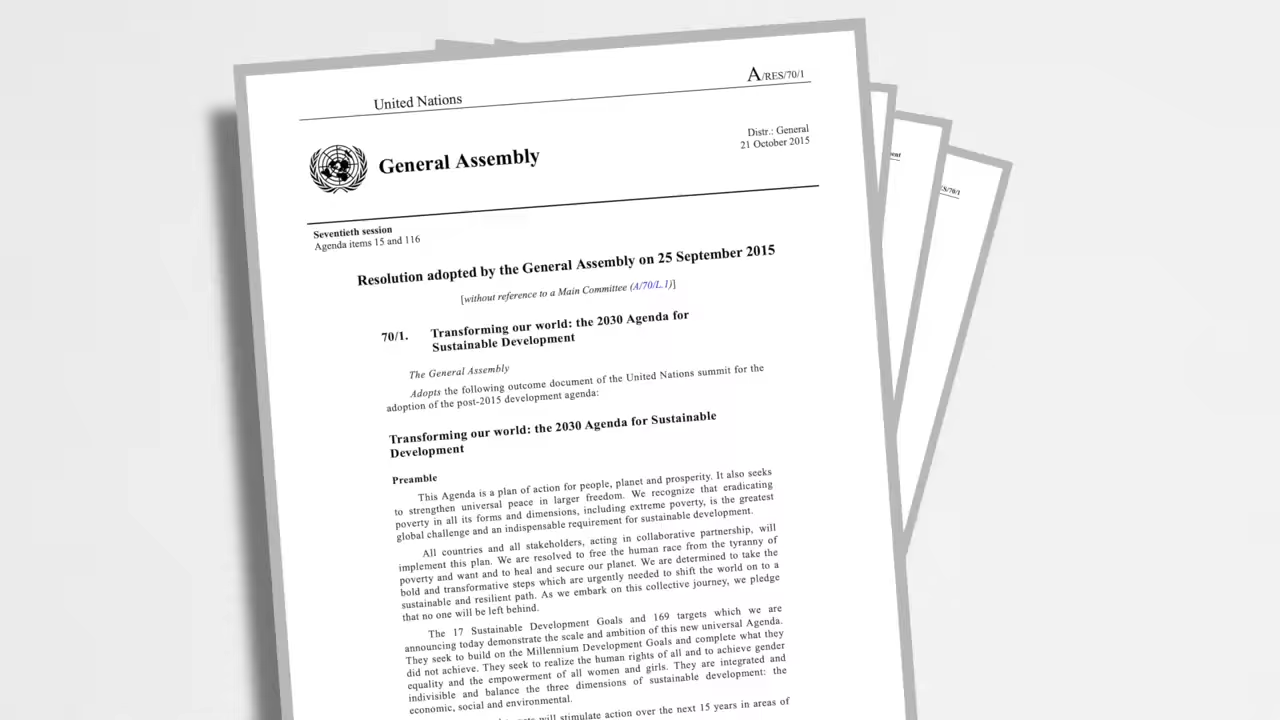 United Nations
A/RES/70/1
General Assembly
Distr.: General
21 October 2015
Seventieth session
Agenda items 15 and 116
Resolution adopted by the General Assembly on 25 September 2015
[without reference to a Main Committee (A/70/L.1)]
70/1. Transforming our world: the 2030 Agenda for
Sustainable Development
The General Assembly
Adopts the following outcome document of the United Nations summit for the
adoption of the post-2015 development agenda:
Transforming our world: the 2030 Agenda for Sustainable
Development
Preamble
This Agenda is a plan of action for people, planet and prosperity. It also seeks
to strengthen universal peace in larger freedom. We recognize that eradicating
poverty in all its forms and dimensions, including extreme poverty, is the greatest
global challenge and an indispensable requirement for sustainable development.
All countries and all stakeholders, acting in collaborative partnership, will
implement this plan. We are resolved to free the human race from the tyranny of
poverty and want and to heal and secure our planet. We are determined to take the
bold and transformative steps which are urgently needed to shift the world on to a
sustainable and resilient path. As we embark on this collective journey, we pledge
that no one will be left behind.
The 17 Sustainable Development Goals and 169 targets which we are
announcing today demonstrate the scale and ambition of this new universal Agenda.
They seek to build on the Millennium Development Goals and complete what they
did not achieve. They seek to realize the human rights of all and to achieve gender
equality and the empowerment of all women and girls. They are integrated and
indivisible and balance the three dimensions of sustainable development: the
economic, social and environmental.
will stimulate action over the next 15 years in areas of